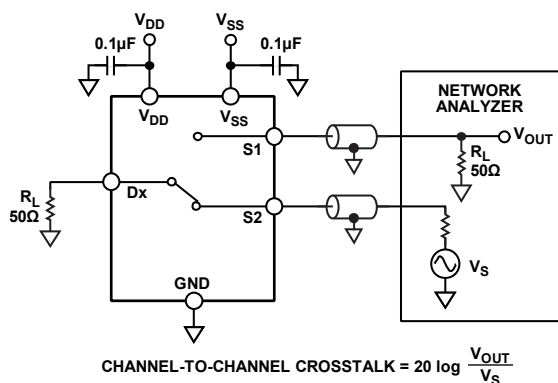 VDD
VSS
0.1µF
0.1µF
VDD
VSS
NETWORK
ANALYZER
S1
VOUT
RL
50Ω
RL
50Ω
Dx
S2
VS
GND
CHANNEL-TO-CHANNEL CROSSTALK = 20 log VOUT
VS